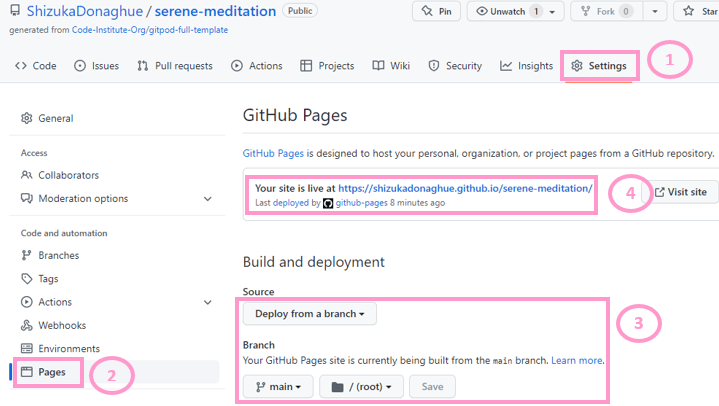 ShizukaDonaghue / serene-meditation Public
Pin Unwatch 1 Fork 0 Star
generated from Code-Institute-Org/gitpod-full-template
Code Issues Pull requests Actions Projects Wiki Security Insights Settings 1
General
Access
Collaborators
Moderation options
Code and automation
Branches
Tags
Actions
Webhooks
Environments
Pages 2
GitHub Pages
GitHub Pages is designed to host your personal, organization, or project pages from a GitHub repository.
Your site is live at https://shizukadonaghue.github.io/serene-meditation/
Last deployed by github-pages 8 minutes ago
4 Visit site
Build and deployment
Source
Deploy from a branch
3
Branch
Your GitHub Pages site is currently being built from the main branch. Learn more.
main / (root) Save